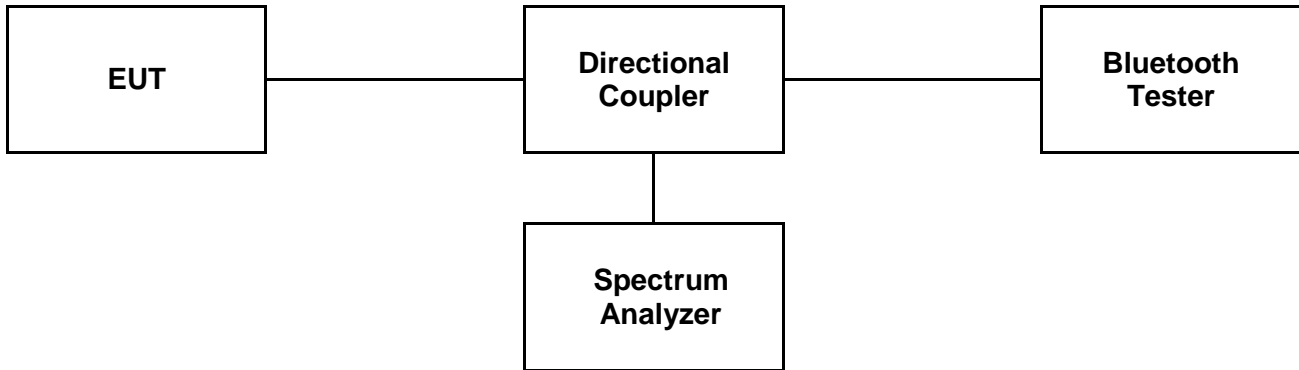 EUT
Directional
Coupler
Bluetooth
Tester
Spectrum
Analyzer